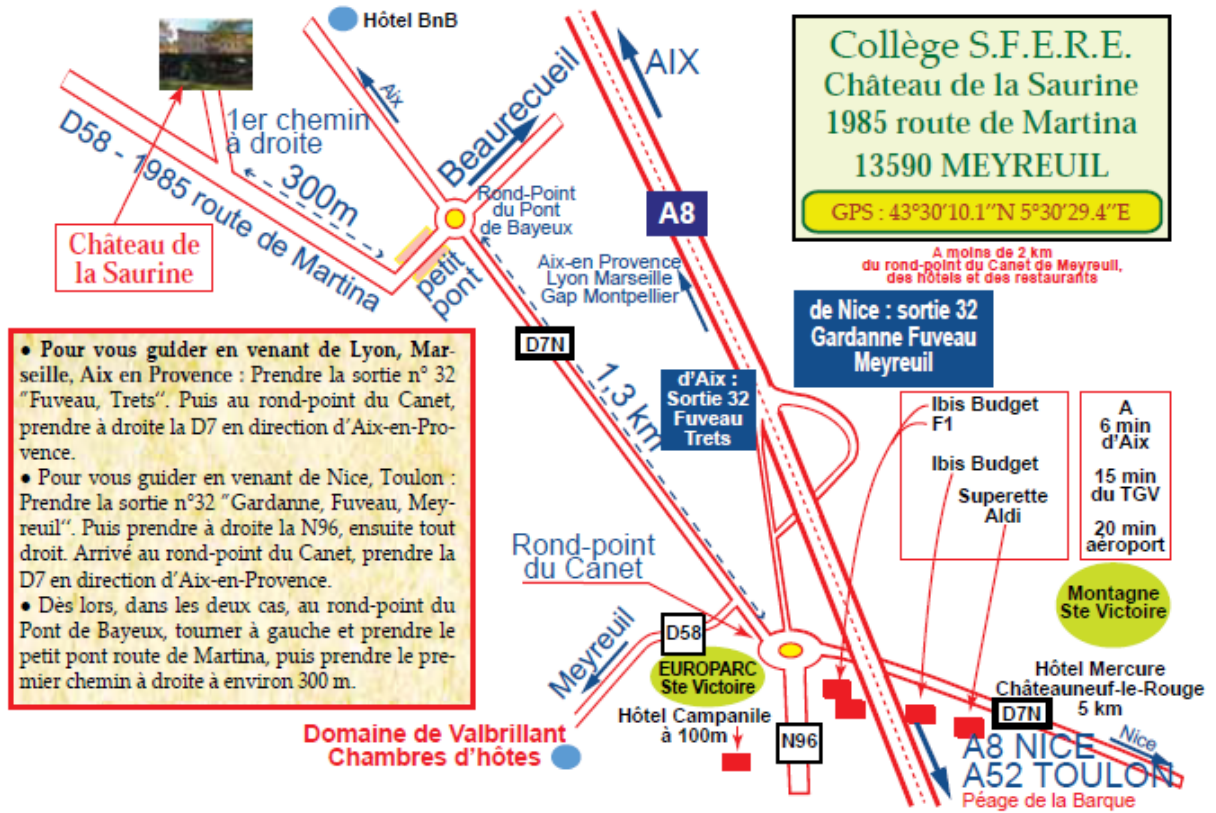 Hôtel BnB
Collège S.F.E.R.E.
Château de la Saurine
1985 route de Martina
13590 MEYREUIL
GPS : 43°30'10.1’’N 5°30'29.4’’E
A moins de 2 km
du rond-point du Canet de Meyreuil,
des hôtels et des restaurants
AIX
Aix
Beaurecueil
1er chemin
à droite
300m
D58 - 1985 route de Martina
Château de
la Saurine
Rond-Point
du Pont
de Bayeux
petit
pont
A8
Aix-en Provence
Lyon Marseille
Gap Montpellier
de Nice : sortie 32
Gardanne Fuveau
Meyreuil
D7N
1,3 km
d'Aix :
Sortie 32
Fuveau
Trets
• Pour vous guider en venant de Lyon, Mar-
seille, Aix en Provence : Prendre la sortie n° 32
"Fuveau, Trets". Puis au rond-point du Canet,
prendre à droite la D7 en direction d'Aix-en-Pro-
vence.
• Pour vous guider en venant de Nice, Toulon :
Prendre la sortie n°32 "Gardanne, Fuveau, Mey-
reuil". Puis prendre à droite la N96, ensuite tout
droit. Arrivé au rond-point du Canet, prendre la
D7 en direction d'Aix-en-Provence.
• Dès lors, dans les deux cas, au rond-point du
Pont de Bayeux, tourner à gauche et prendre le
petit pont route de Martina, puis prendre le pre-
mier chemin à droite à environ 300 m.
Ibis Budget
F1
Ibis Budget
Superette
Aldi
A
6 min
d'Aix
15 min
du TGV
20 min
aéroport
Rond-point
du Canet
Montagne
Ste Victoire
Meyreuil
D58
EUROPARC
Ste Victoire
Hôtel Campanile
à 100m
Domaine de Valbrillant
Chambres d'hôtes
N96
Hôtel Mercure
Châteauneuf-le-Rouge
5 km
D7N
Nice
A8 NICE
A52 TOULON
Péage de la Barque